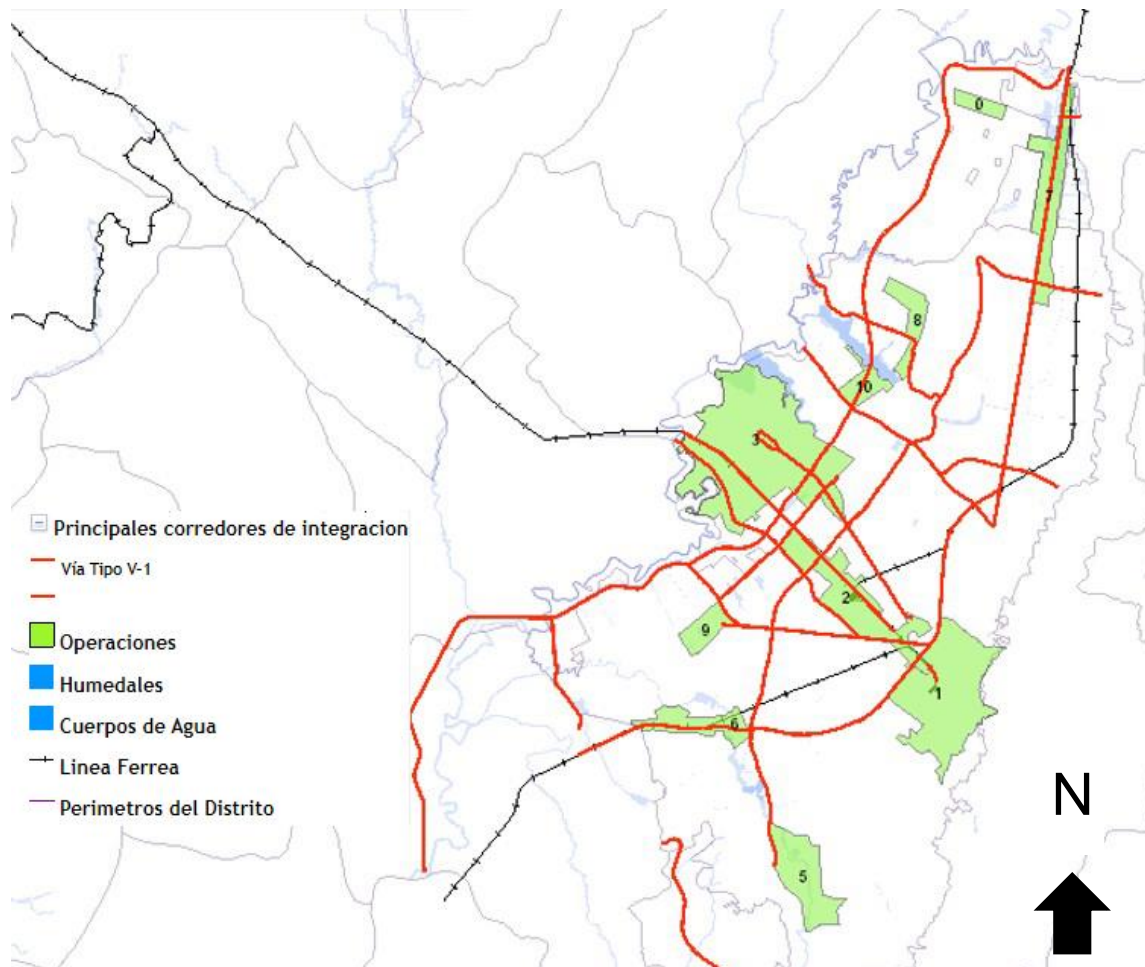 0
8
10
3
Principales corredores de integracion
Vía Tipo V-1
2
9
Operaciones
Humedales
1
Cuerpos de Agua
6
Linea Ferrea
Perimetros del Distrito
N
5